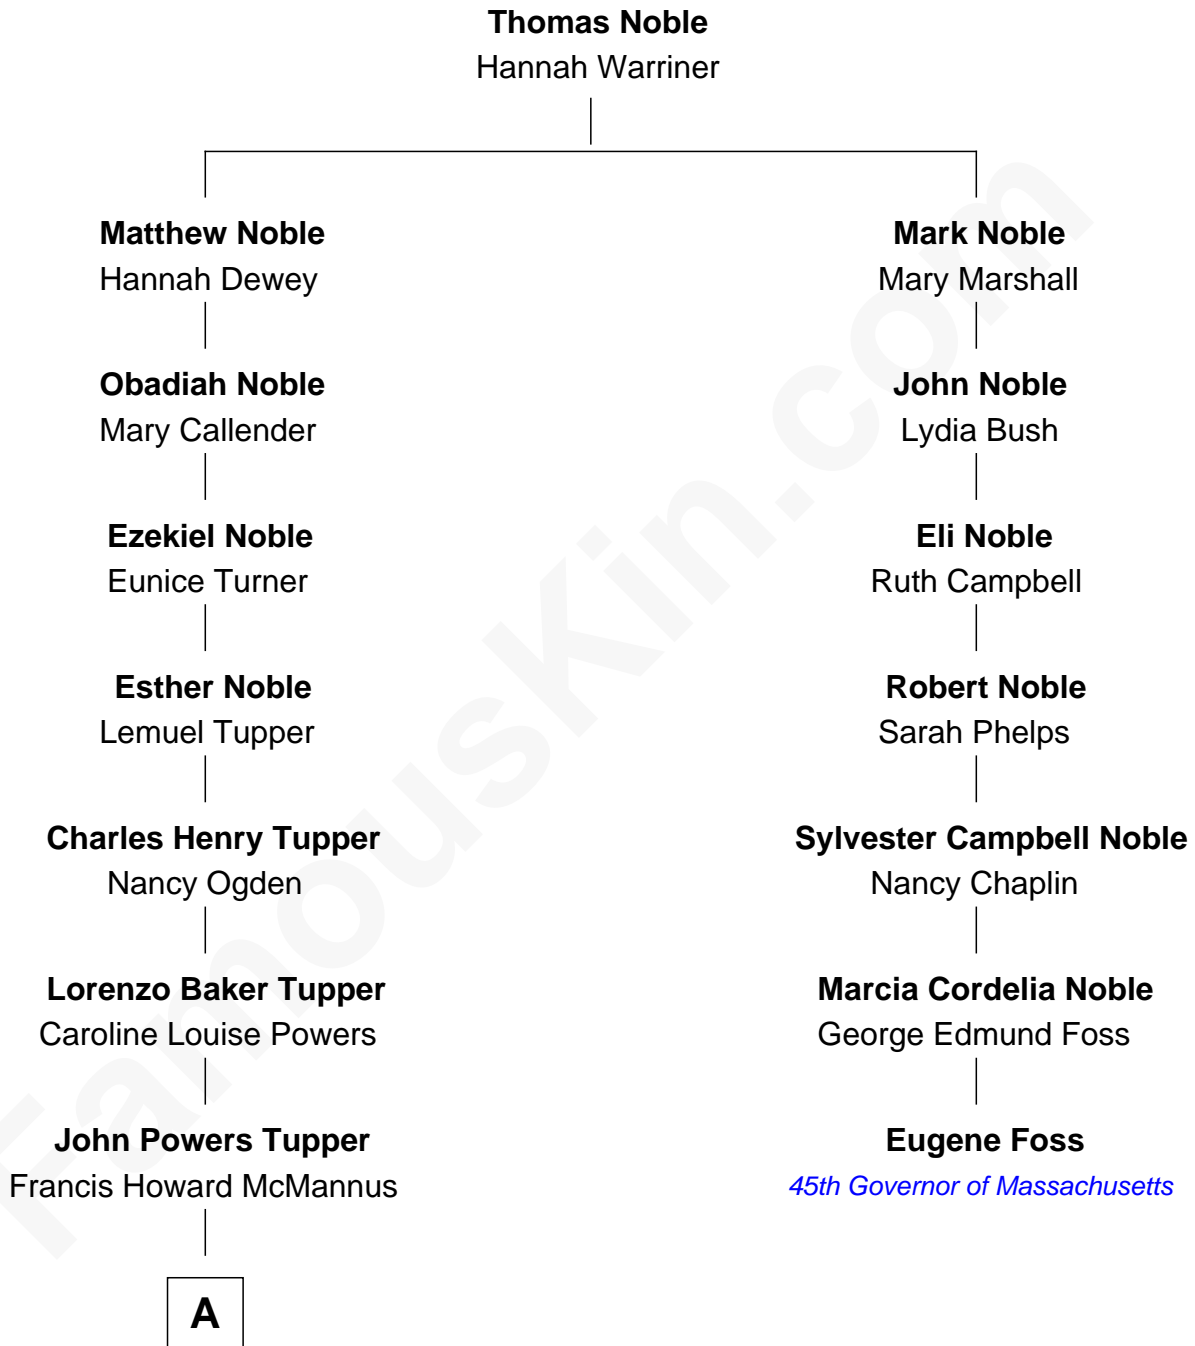 Thomas Noble
Hannah Warriner
Matthew Noble
Hannah Dewey
Mark Noble
Mary Marshall
Obadiah Noble
Mary Callender
John Noble
Lydia Bush
Ezekiel Noble
Eunice Turner
Eli Noble
Ruth Campbell
Esther Noble
Lemuel Tupper
Robert Noble
Sarah Phelps
Charles Henry Tupper
Nancy Ogden
Sylvester Campbell Noble
Nancy Chaplin
Lorenzo Baker Tupper
Caroline Louise Powers
Marcia Cordelia Noble
George Edmund Foss
John Powers Tupper
Francis Howard McMannus
Eugene Foss
45th Governor of Massachusetts
A
FamousKin.com